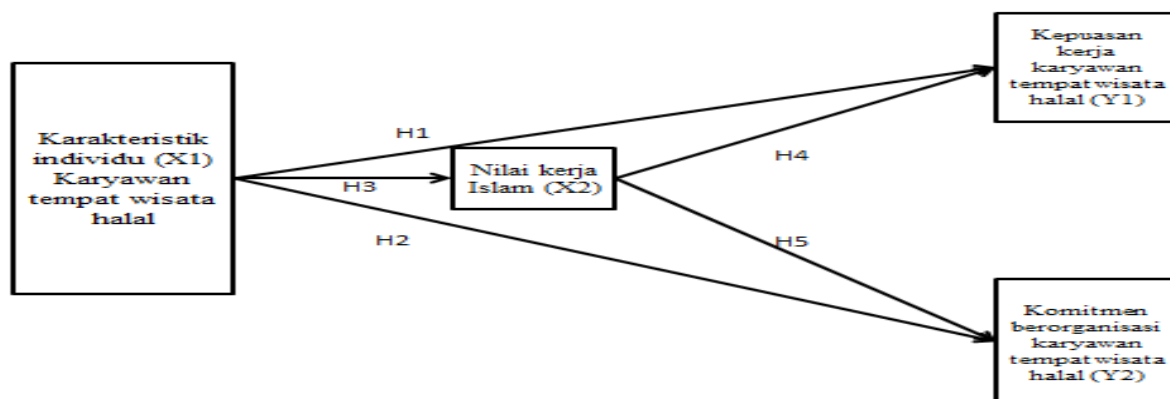 Karakteristik
individu (X1)
Karyawan
tempat wisata
halal
H1
H3
H2
Nilai kerja
Islam (X2)
H4
H5
Kepuasan
kerja
karyawan
tempat wisata
halal (Y1)
Komitmen
berorganisasi
karyawan
tempat wisata
halal (Y2)